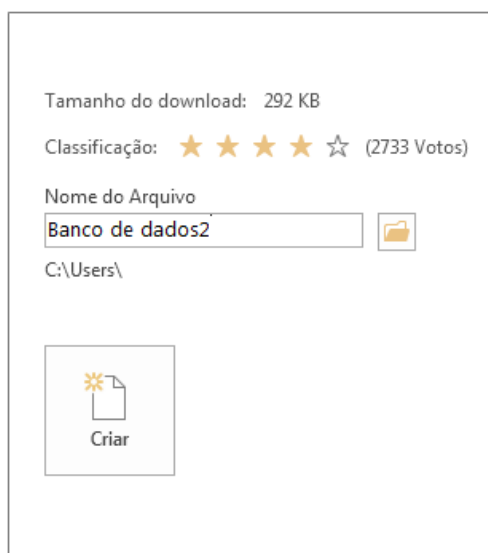 Tamanho do download: 292 KB
Classificação: (2733 Votos)
Nome do Arquivo
Banco de dados2
C:\Users\
Criar